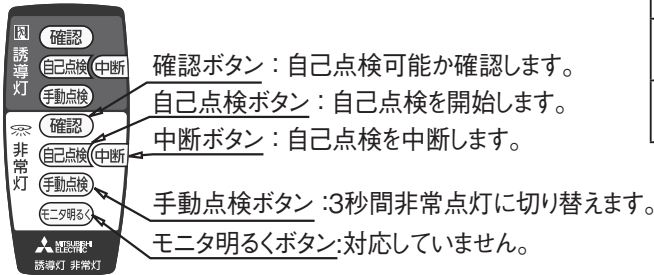 誘導灯
確認
自己点検
中断
手動点検
非常灯
確認
自己点検
中断
手動点検
モニタ明るく
MITSUBISHI
ELECTRIC
誘導灯 非常灯
確認ボタン：自己点検可能か確認します。
自己点検ボタン：自己点検を開始します。
中断ボタン：自己点検を中断します。
手動点検ボタン:3秒間非常点灯に切り替えます。
モニタ明るくボタン:対応していません。